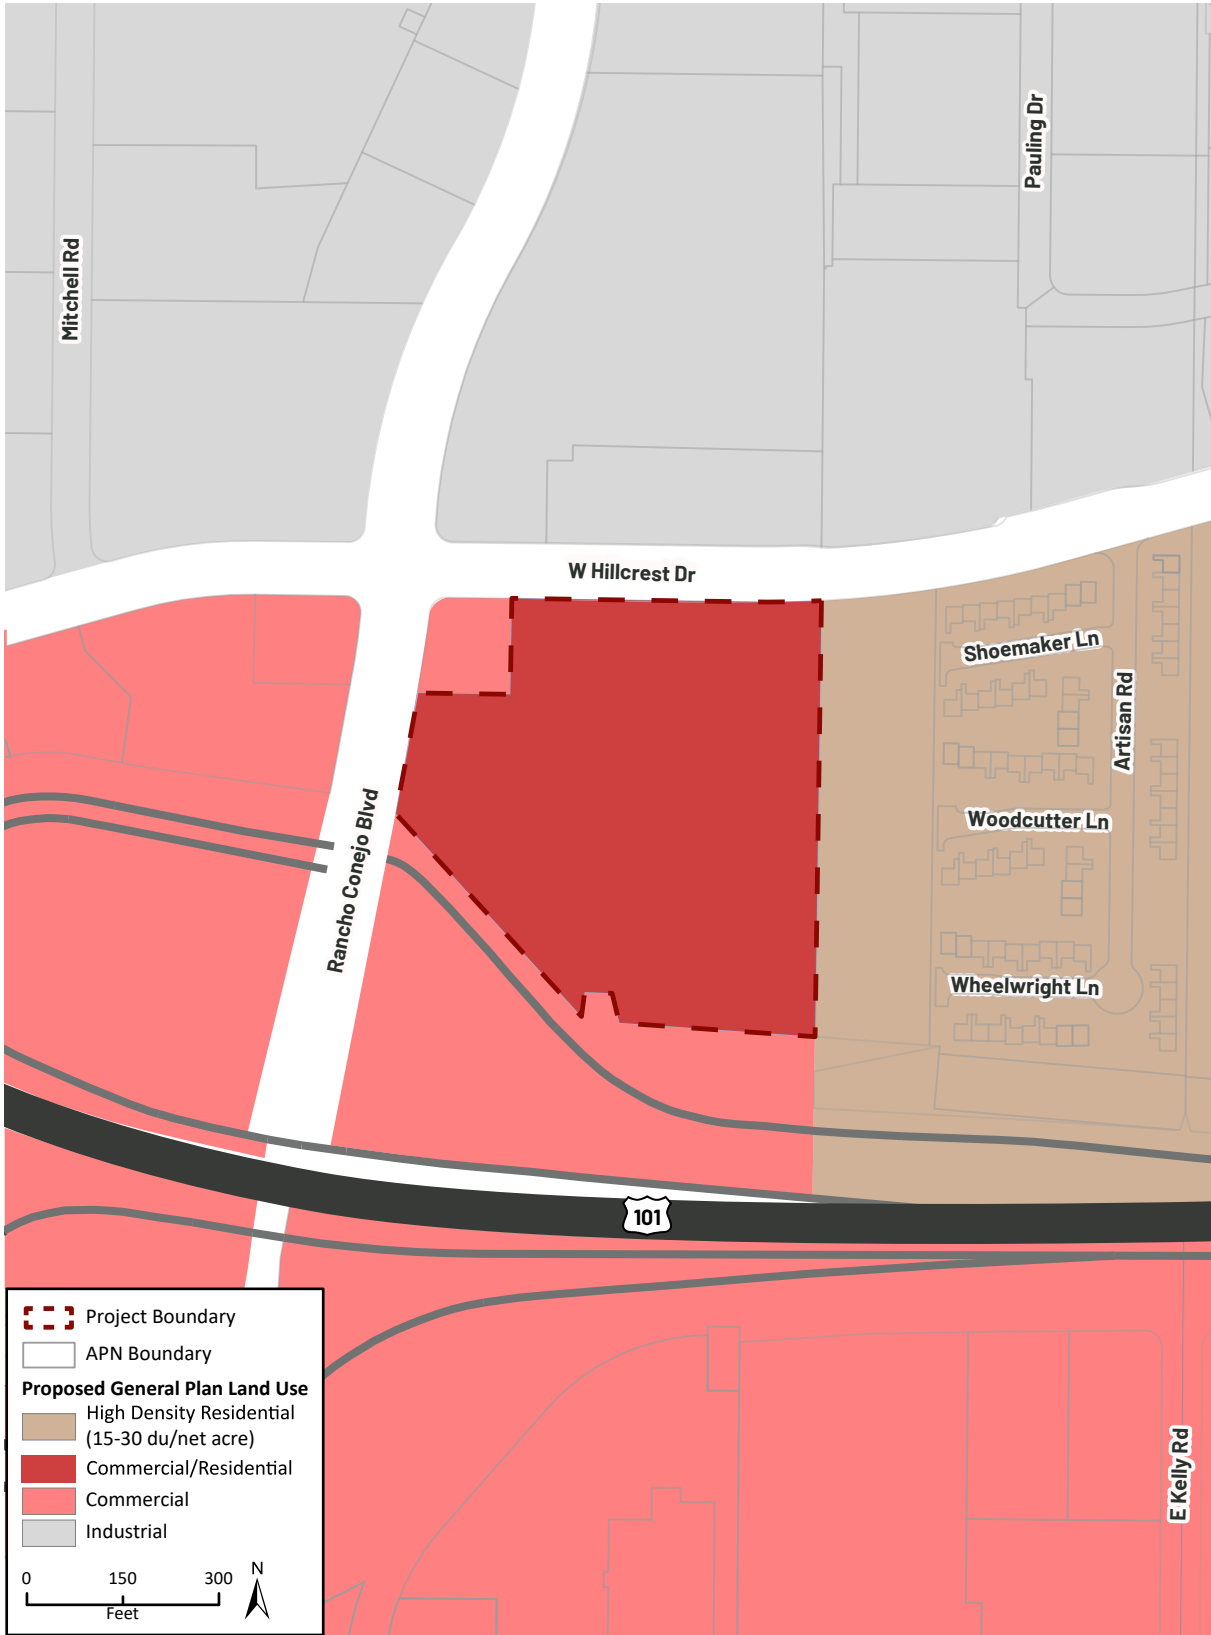 Pauling Dr
Mitchell Rd
W Hillcrest Dr
Shoemaker Ln
Artisan Rd
Rancho Conejo Blvd
Woodcutter Ln
Wheelwright Ln
101
E Kelly Rd
Project Boundary
APN Boundary
Proposed General Plan Land Use
High Density Residential
(15-30 du/net acre)
Commercial/Residential
Commercial
Industrial
0 150 300
Feet
N